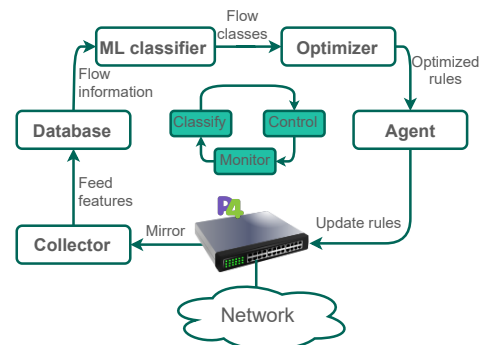 Flow
classes
ML classifier
Optimizer
Flow
information
Optimized
rules
Classify
Control
Database
Agent
Monitor
Feed
features
P4
Update rules
Mirror
Collector
Network